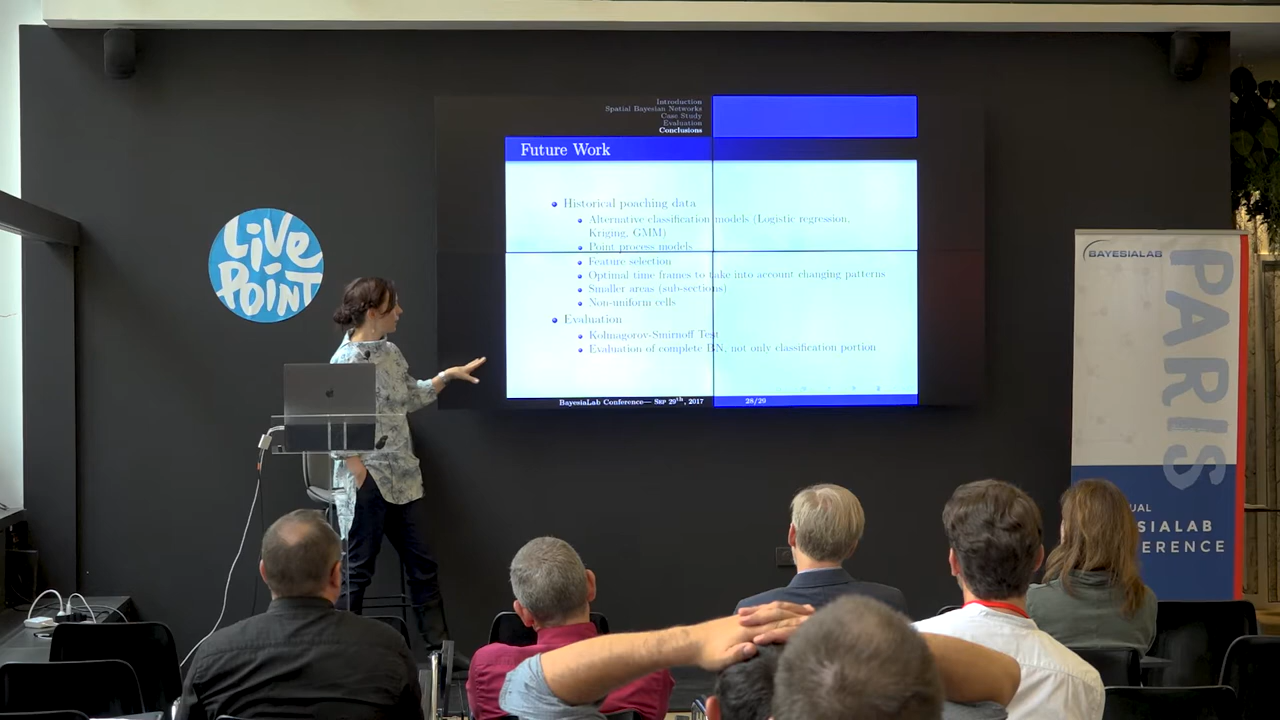 Introduction
Spatial Bayesian Networks
Case Study
Evaluation
Conclusions
Future Work
Historical poaching data
Alternative classification models (Logistic regression,
Kriging, GMM)
Point process models
Feature selection
Optimal time frames to take into account changing patterns
Smaller areas (sub-sections)
Non-uniform cells
Evaluation
Kolmagorov-Smirnoff Test
Evaluation of complete BN, not only classification portion
BayesiaLab Conference— Sep 29th, 2017
28/29
LiVE
POiNT
BAYESIALAB
PARIS
UAL
SIALAB
ERENCE